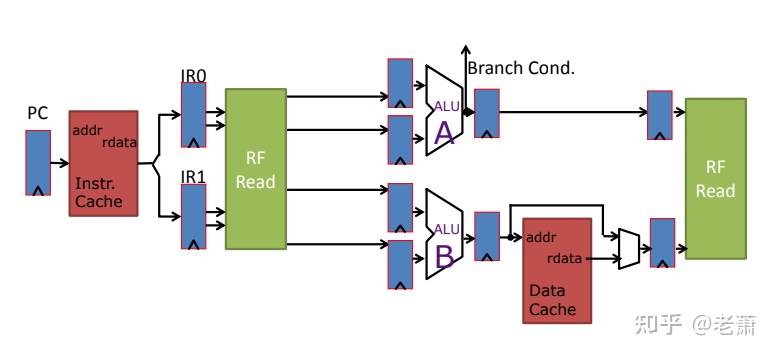 PC
addr
rdata
Instr.
Cache
IR0
IR1
RF
Read
ALU
A
Branch Cond.
ALU
B
addr
rdata
Data
Cache
RF
Read
知乎 @老萧